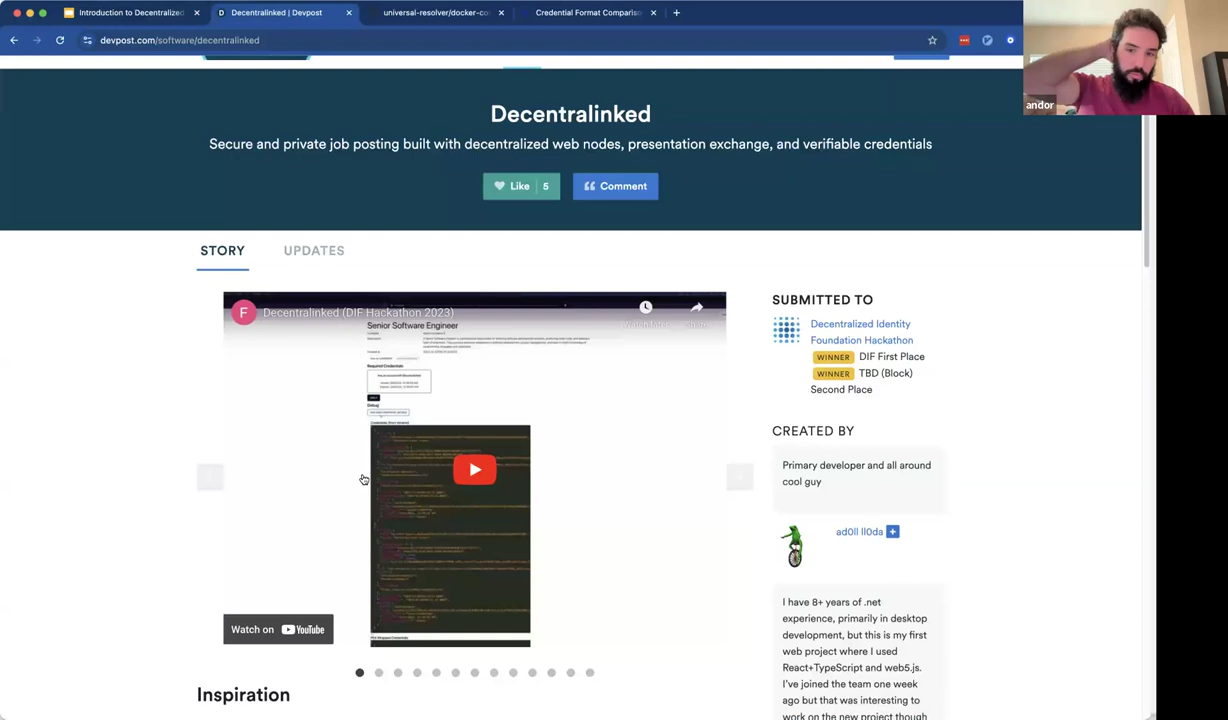 Introduction to Decentralized
Decentralinked | Devpost
universal-resolver/docker-co
Credential Format Comparison
devpost.com/software/decentralinked
andor
Decentralinked
Secure and private job posting built with decentralized web nodes, presentation exchange, and verifiable credentials
Like 5
Comment
STORY
UPDATES
F
Decentralinked (DIF Hackathon 2023)
Watch later
Share
Senior Software Engineer
Required Credentials
Debug
Watch on YouTube
SUBMITTED TO
Decentralized Identity
Foundation Hackathon
WINNER DIF First Place
WINNER TBD (Block)
Second Place
CREATED BY
Primary developer and all around
cool guy
ad0ll ll0da
I have 8+ years of .net
experience, primarily in desktop
development, but this is my first
web project where I used
React+TypeScript and web5.js.
I've joined the team one week
ago but that was interesting to
work on the new project though
Inspiration